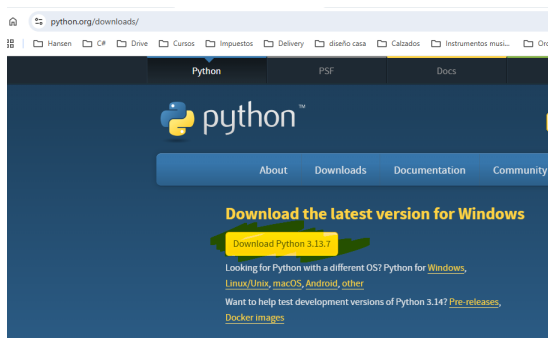 python.org/downloads/
Hansen C# Drive Cursos Impuestos Delivery diseño casa Calzados Instrumentos musi... Or
Python PSF Docs
python™
About Downloads Documentation Community
Download the latest version for Windows
Download Python 3.13.7
Looking for Python with a different OS? Python for Windows,
Linux/Unix, macOS, Android, other
Want to help test development versions of Python 3.14? Pre-releases,
Docker images